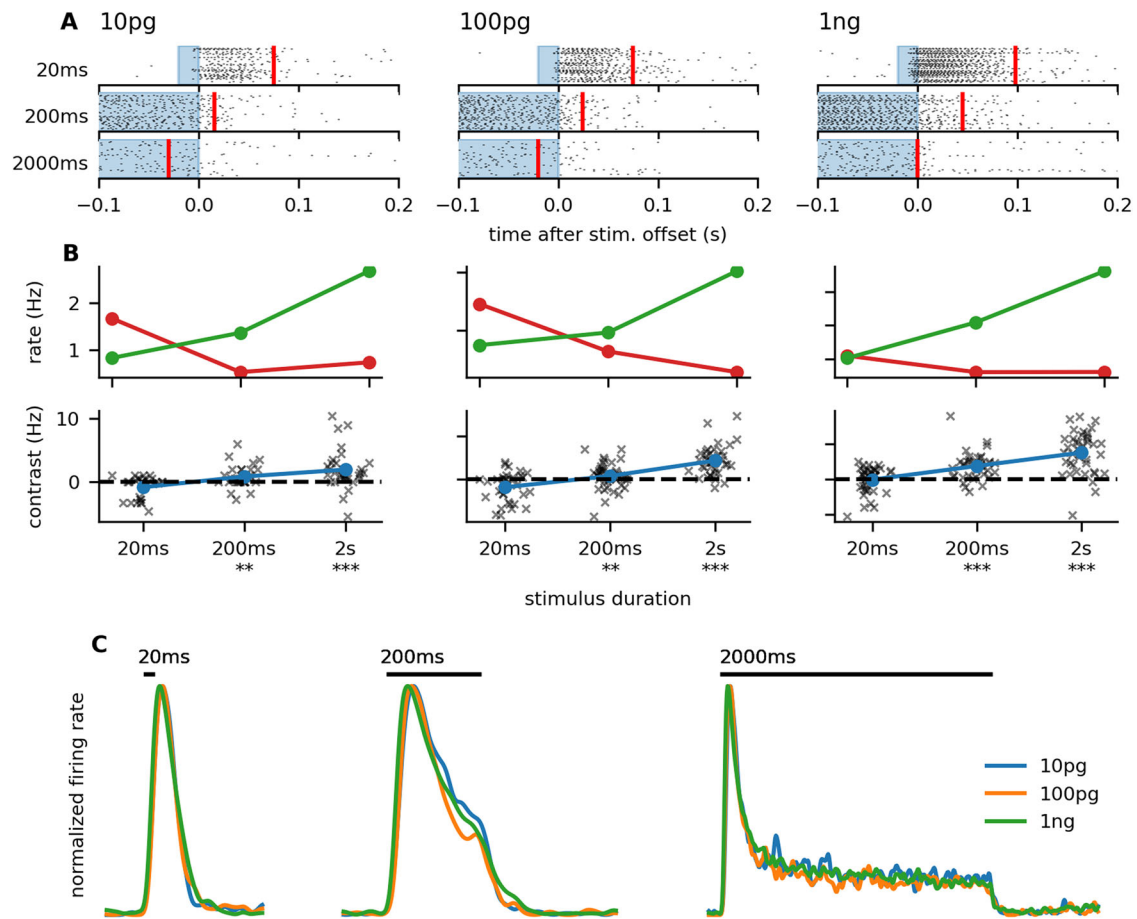 A 10pg 100pg 1ng
20ms
200ms
2000ms
−0.1 0.0 0.1 0.2 −0.1 0.0 0.1 0.2 −0.1 0.0 0.1 0.2
time after stim. offset (s)
B
rate (Hz)
2
1
contrast (Hz)
10
0
20ms 200ms 2s 20ms 200ms 2s 20ms 200ms 2s
** *** ** *** *** ***
stimulus duration
C
20ms 200ms 2000ms
normalized firing rate
10pg
100pg
1ng